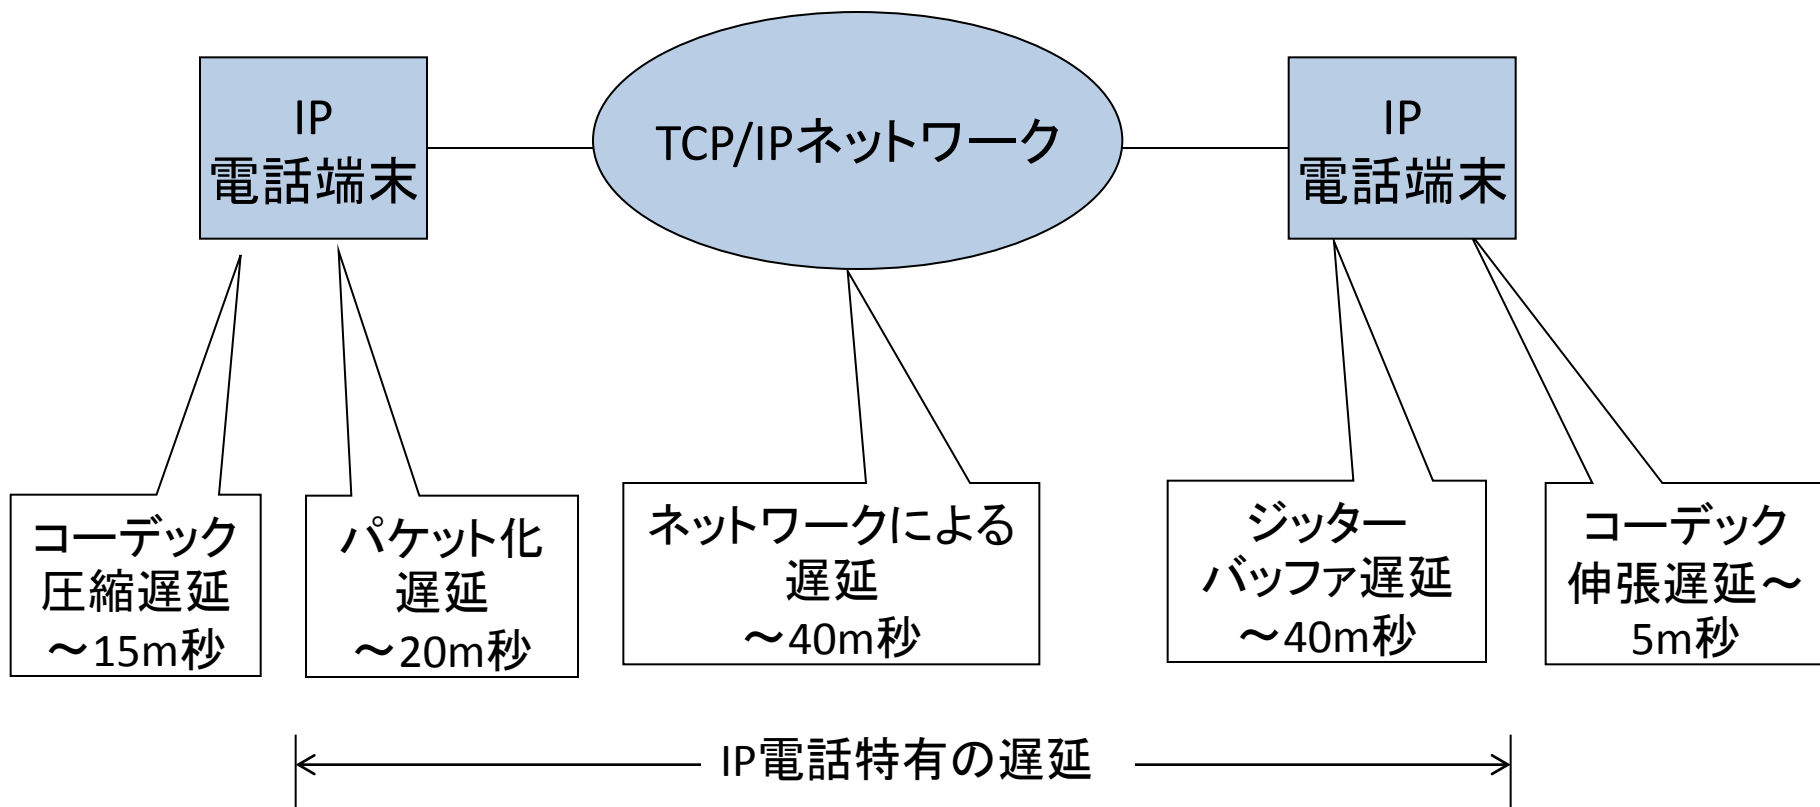 IP
電話端末
TCP/IPネットワーク
IP
電話端末
コーデック
圧縮遅延
～15m秒
パケット化
遅延
～20m秒
ネットワークによる
遅延
～40m秒
ジッター
バッファ遅延
～40m秒
コーデック
伸張遅延～
5m秒
IP電話特有の遅延